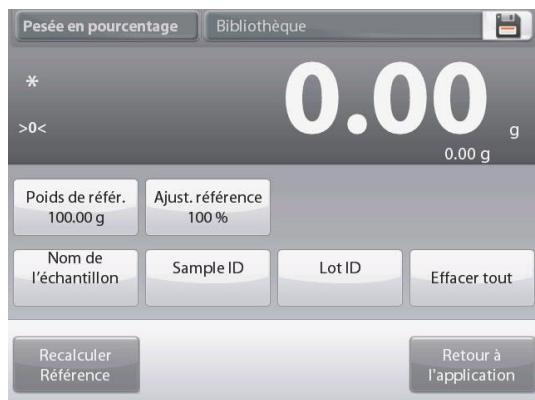 Pesée en pourcentage
Bibliothèque
*
0.00 g
>0<
0.00 g
Poids de référ.
100.00 g
Ajust. référence
100 %
Nom de
l'échantillon
Sample ID
Lot ID
Effacer tout
Recalculer
Référence
Retour à
l'application